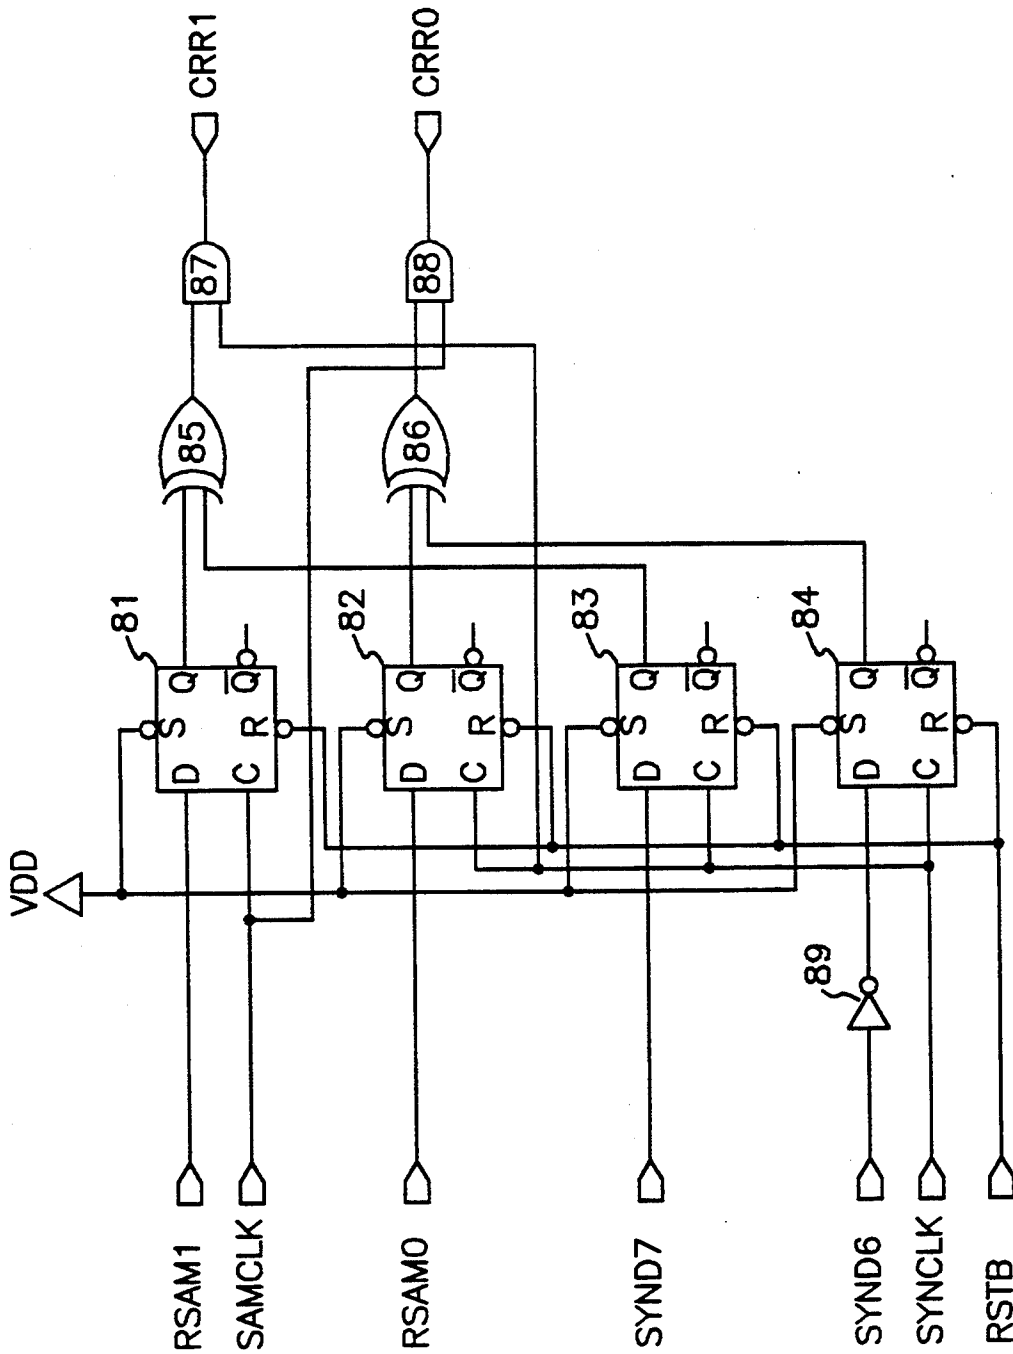 VDD
81
D
S
Q
C
R
Q
85
87
CRR1
82
D
S
Q
C
R
Q
86
88
CRR0
83
D
S
Q
C
R
Q
84
D
S
Q
C
R
Q
89
RSAM1
SAMCLK
RSAM0
SYND7
SYND6
SYNCLK
RSTB